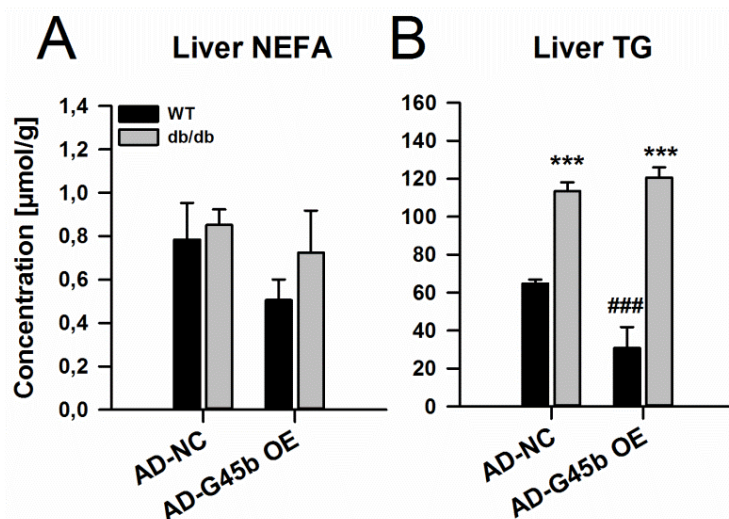 A Liver NEFA
Concentration [µmol/g]
1,4
1,2
1,0
0,8
0,6
0,4
0,2
0,0
WT
db/db
AD-NC
AD-G45b OE
B Liver TG
160
140
120
100
80
60
40
20
0
***
***
###
AD-NC
AD-G45b OE